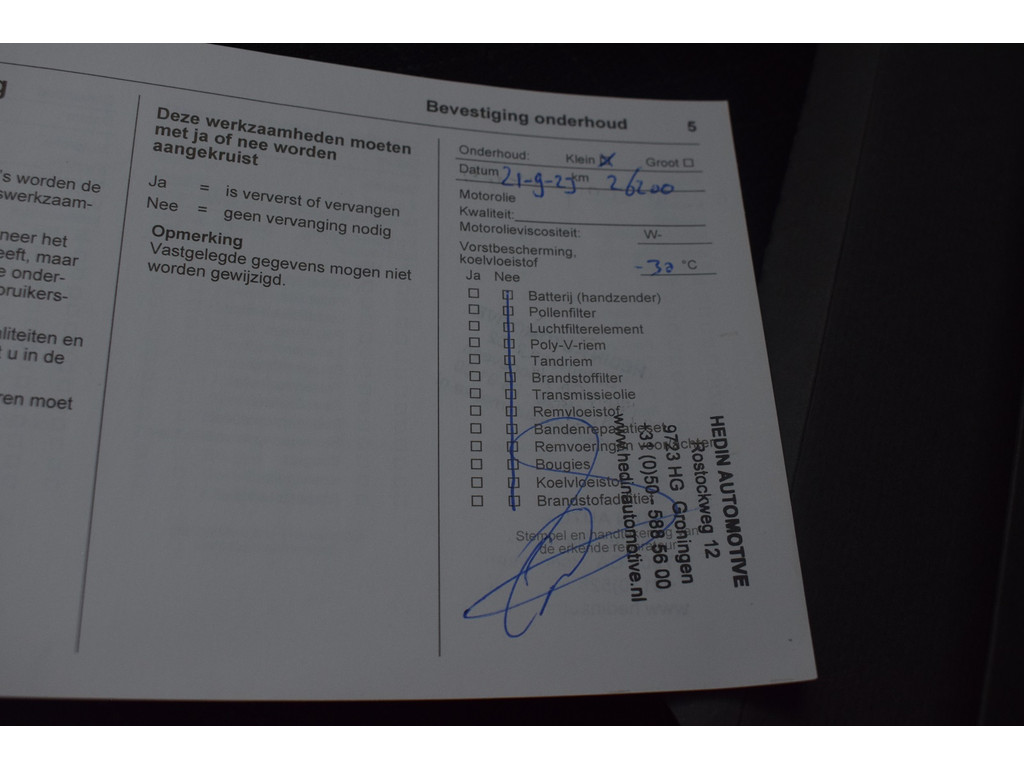 g
's worden de
swerkzaam-
neer het
eeft, maar
e onder-
bruikers-
liteiten en
t u in de
ren moet
Deze werkzaamheden moeten
met ja of nee worden
aangekruist
Ja = is ververst of vervangen
Nee = geen vervanging nodig
Opmerking
Vastgelegde gegevens mogen niet
worden gewijzigd.
Bevestiging onderhoud 5
Onderhoud: Klein Groot
Datum 21-9-23 km 26200
Motorolie
Kwaliteit:
Motorolieviscositeit: W-
Vorstbescherming,
koelvloeistof -30 °C
Ja Nee
Batterij (handzender)
Pollenfilter
Luchtfilterelement
Poly-V-riem
Tandriem
Brandstoffilter
Transmissieolie
Remvloeistof
Bandenreparatieset
Remvoeringen voor/achter
Bougies
Koelvloeistof
Brandstofadditief
Stempel en handtekening van
de erkende reparateur
HEDIN AUTOMOTIVE
Rostockweg 12
9723 HG Groningen
+31 (0)50 - 588 56 00
www.hedinautomotive.nl